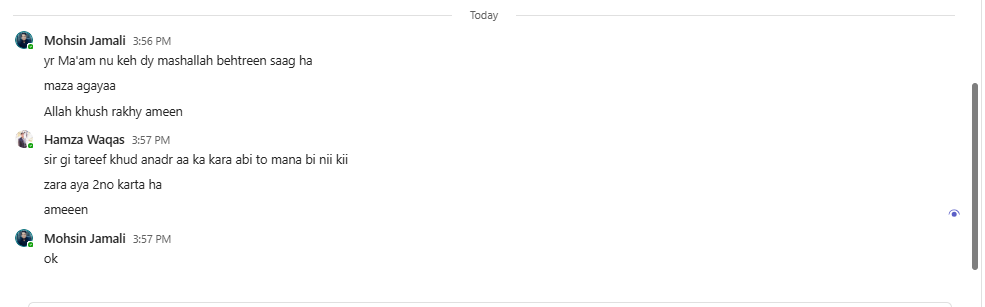 Today
Mohsin Jamali 3:56 PM
yr Ma'am nu keh dy mashallah behtreen saag ha
maza agayaa
Allah khush rakhy ameen
Hamza Waqas 3:57 PM
sir gi tareef khud anadr aa ka kara abi to mana bi nii kii
zara aya 2no karta ha
ameeen
Mohsin Jamali 3:57 PM
ok